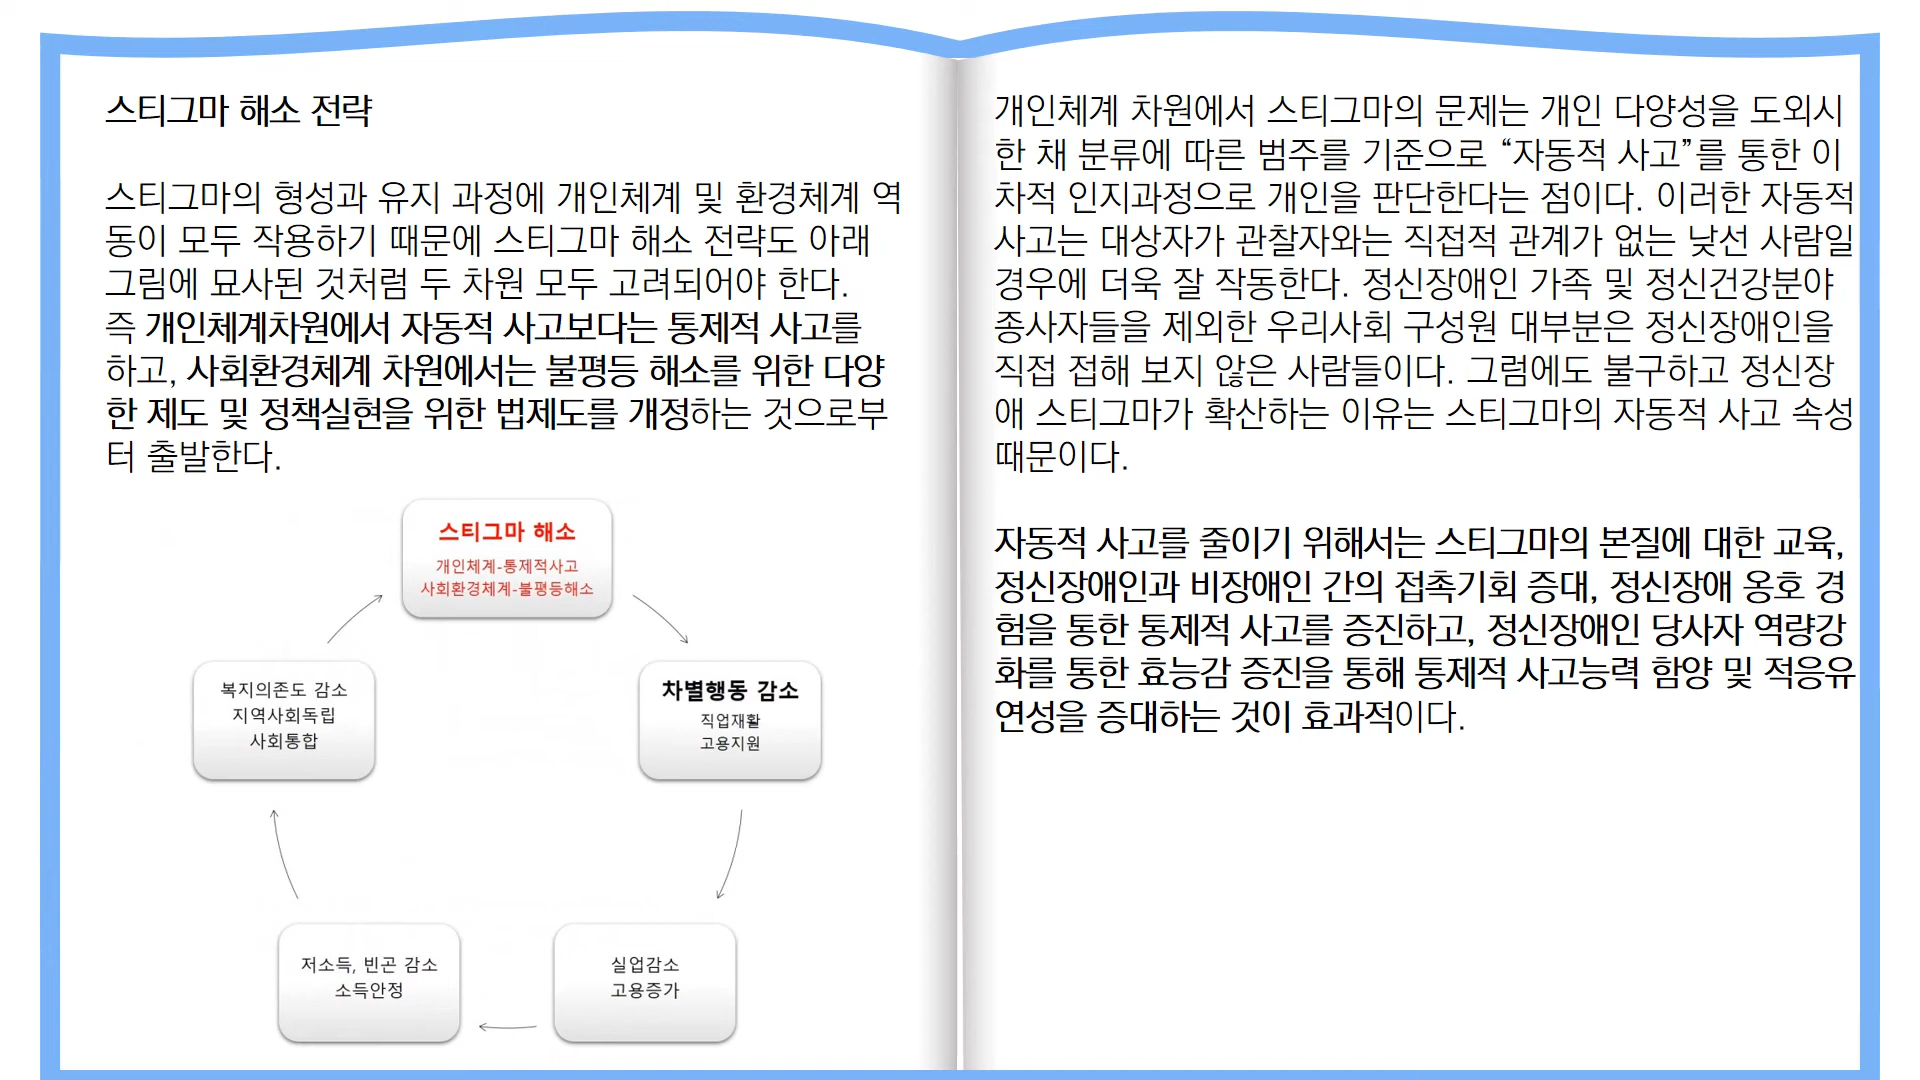 스티그마 해소 전략
스티그마의 형성과 유지 과정에 개인체계 및 환경체계 역
동이 모두 작용하기 때문에 스티그마 해소 전략도 아래
그림에 묘사된 것처럼 두 차원 모두 고려되어야 한다.
즉 개인체계차원에서 자동적 사고보다는 통제적 사고를
하고, 사회환경체계 차원에서는 불평등 해소를 위한 다양
한 제도 및 정책실현을 위한 법제도를 개정하는 것으로부
터 출발한다.
스티그마 해소
개인체계-통제적사고
사회환경체계-불평등해소
차별행동 감소
직업재활
고용지원
실업감소
고용증가
저소득, 빈곤 감소
소득안정
복지의존도 감소
지역사회독립
사회통합
개인체계 차원에서 스티그마의 문제는 개인 다양성을 도외시
한 채 분류에 따른 범주를 기준으로 “자동적 사고”를 통한 이
차적 인지과정으로 개인을 판단한다는 점이다. 이러한 자동적
사고는 대상자가 관찰자와는 직접적 관계가 없는 낯선 사람일
경우에 더욱 잘 작동한다. 정신장애인 가족 및 정신건강분야
종사자들을 제외한 우리사회 구성원 대부분은 정신장애인을
직접 접해 보지 않은 사람들이다. 그럼에도 불구하고 정신장
애 스티그마가 확산하는 이유는 스티그마의 자동적 사고 속성
때문이다.
자동적 사고를 줄이기 위해서는 스티그마의 본질에 대한 교육,
정신장애인과 비장애인 간의 접촉기회 증대, 정신장애 옹호 경
험을 통한 통제적 사고를 증진하고, 정신장애인 당사자 역량강
화를 통한 효능감 증진을 통해 통제적 사고능력 함양 및 적응유
연성을 증대하는 것이 효과적이다.